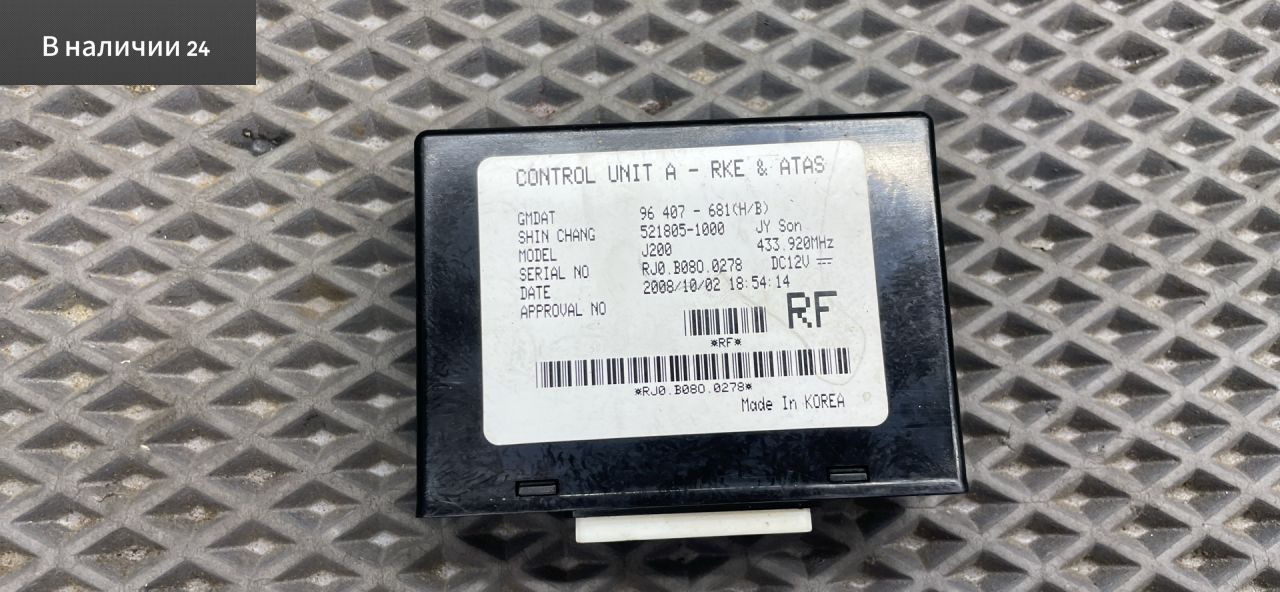 В наличии 24
CONTROL UNIT A - RKE & ATAS
GMDAT 96 407 - 681(H/B)
SHIN CHANG 521805-1000 JY Son
MODEL J200 433.920MHz
SERIAL NO RJ0.B08O.0278 DC12V
DATE 2008/10/02 18:54:14
APPROVAL NO
RF
*RF*
*RJ0.B08O.0278*
Made In KOREA